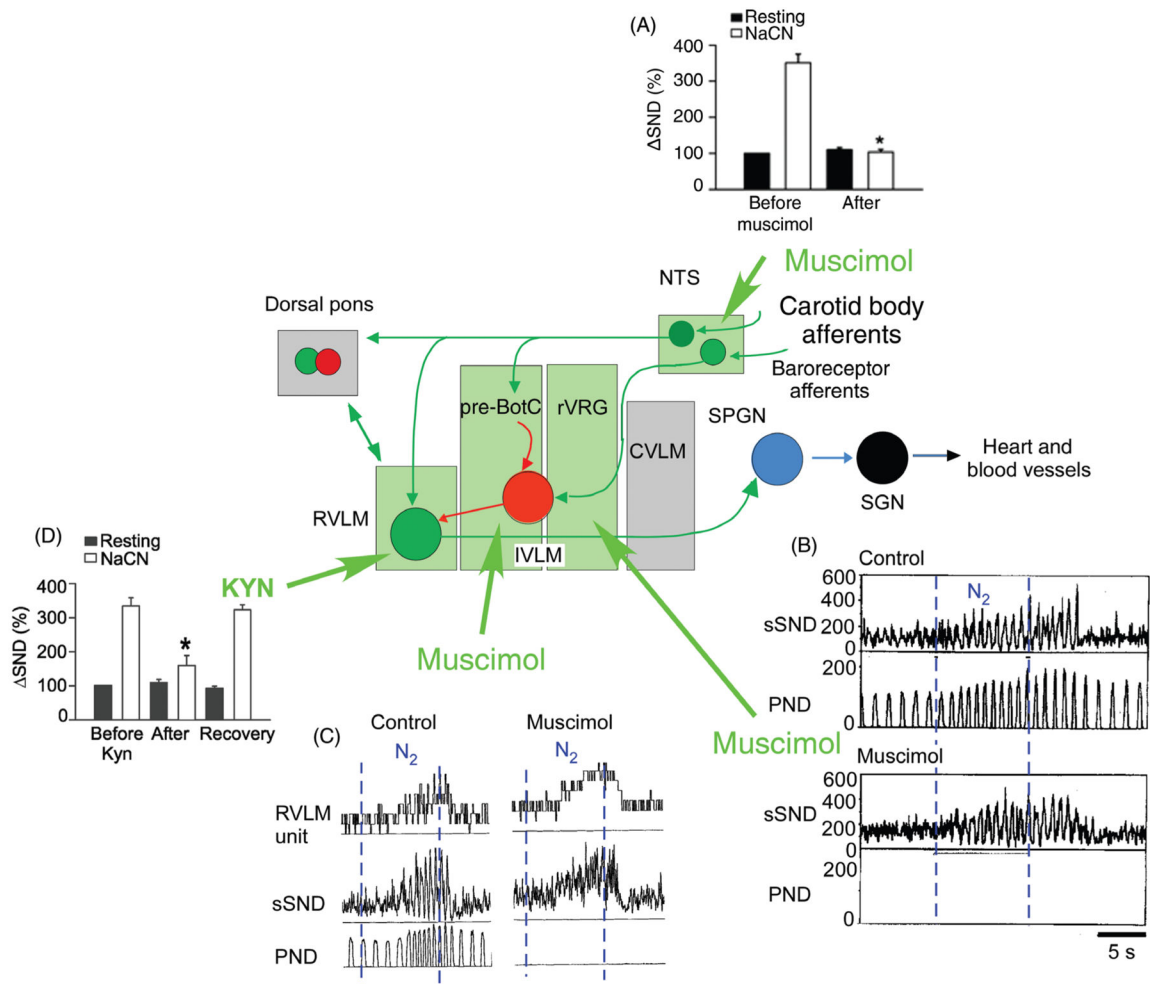 (A)
Resting
NaCN
400
300
200
100
0
ΔSND (%)
Before
muscimol
After
Muscimol
NTS
Carotid body
afferents
Baroreceptor
afferents
Dorsal pons
pre-BotC
rVRG
CVLM
SPGN
SGN
Heart and
blood vessels
RVLM
IVLM
KYN
Muscimol
Muscimol
(D)
Resting
NaCN
400
300
200
100
0
ΔSND (%)
Before
Kyn
After
Recovery
*
*
(C)
Control
N2
Muscimol
N2
RVLM
unit
sSND
PND
(B)
Control
600
400
200
0
sSND
N2
200
0
PND
Muscimol
600
400
200
0
sSND
200
0
PND
5 s